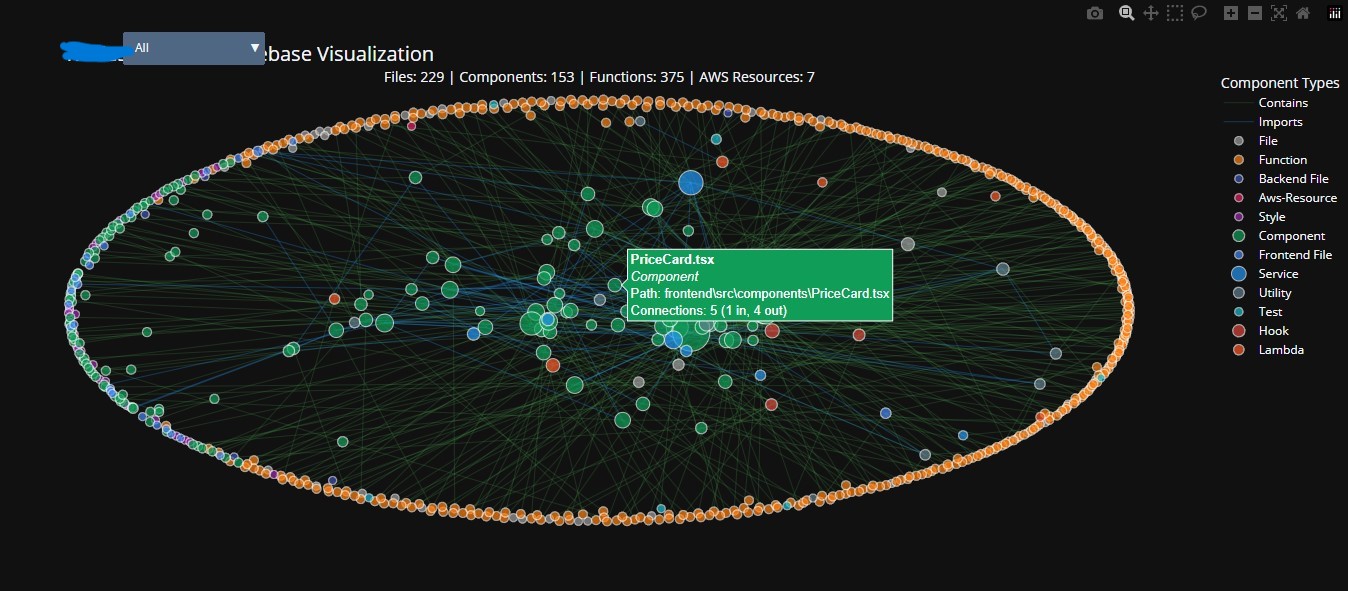 All ▼
ebase Visualization
Files: 229 | Components: 153 | Functions: 375 | AWS Resources: 7
PriceCard.tsx
Component
Path: frontend\src\components\PriceCard.tsx
Connections: 5 (1 in, 4 out)
Component Types
Contains
Imports
File
Function
Backend File
Aws-Resource
Style
Component
Frontend File
Service
Utility
Test
Hook
Lambda